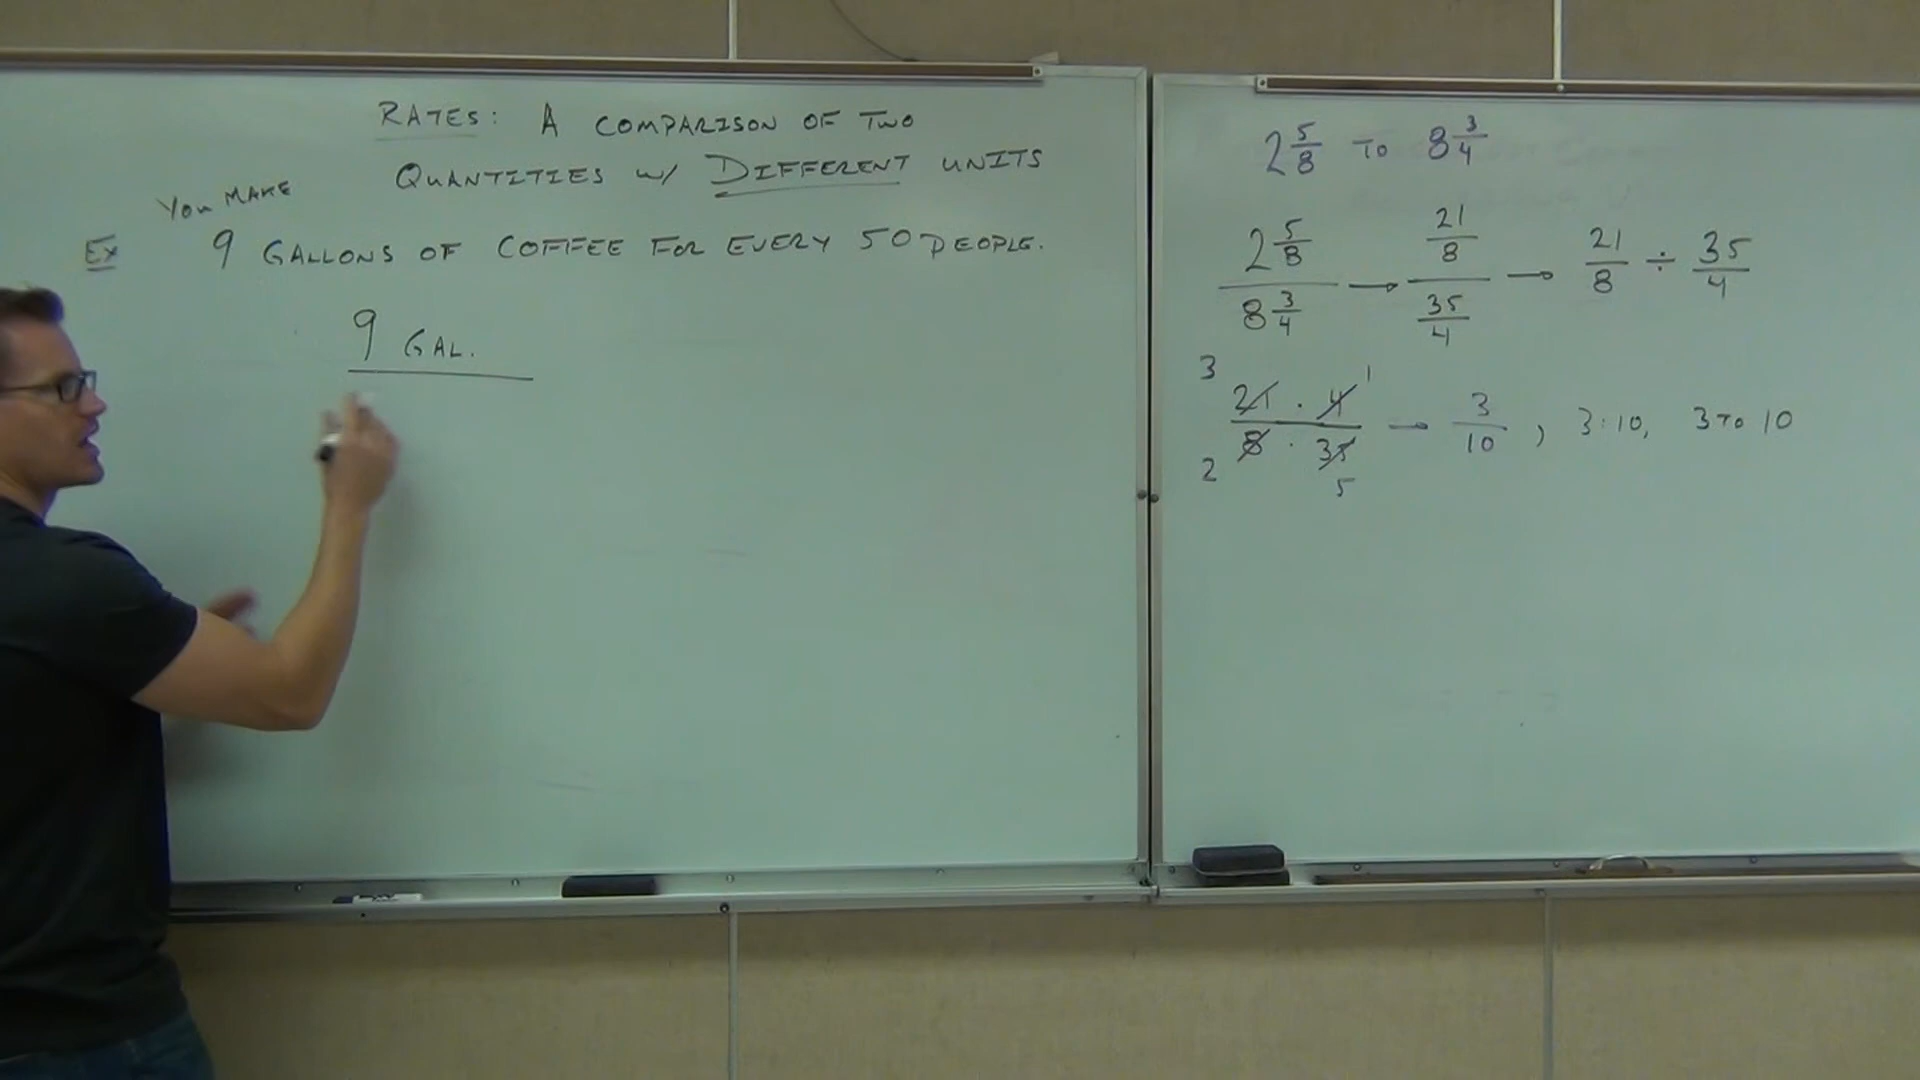 RATES: A COMPARISON OF TWO
QUANTITIES w/ DIFFERENT UNITS
YOU MAKE
Ex 9 GALLONS OF COFFEE FOR EVERY 50 PEOPLE.
9 GAL.
2 5/8 TO 8 3/4
2 5/8 / 8 3/4 → 21/8 / 35/4 → 21/8 ÷ 35/4
3 1
21 · 4 / 8 · 35 → 3/10 , 3:10, 3 TO 10
2 5